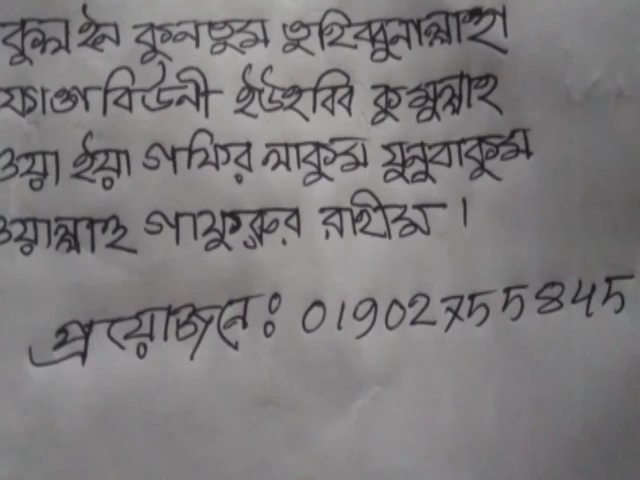 কুল ইন কুনতুম তুহিব্বুনাল্লাহা
ফাত্তাবিউনী ইউহবিব কুমুল্লাহ
ওয়া ইয়া গফির লাকুম যুনুবাকুম
ওয়াল্লাহু গাফুরুর রাহীম।
প্রয়োজনে: 01902755845